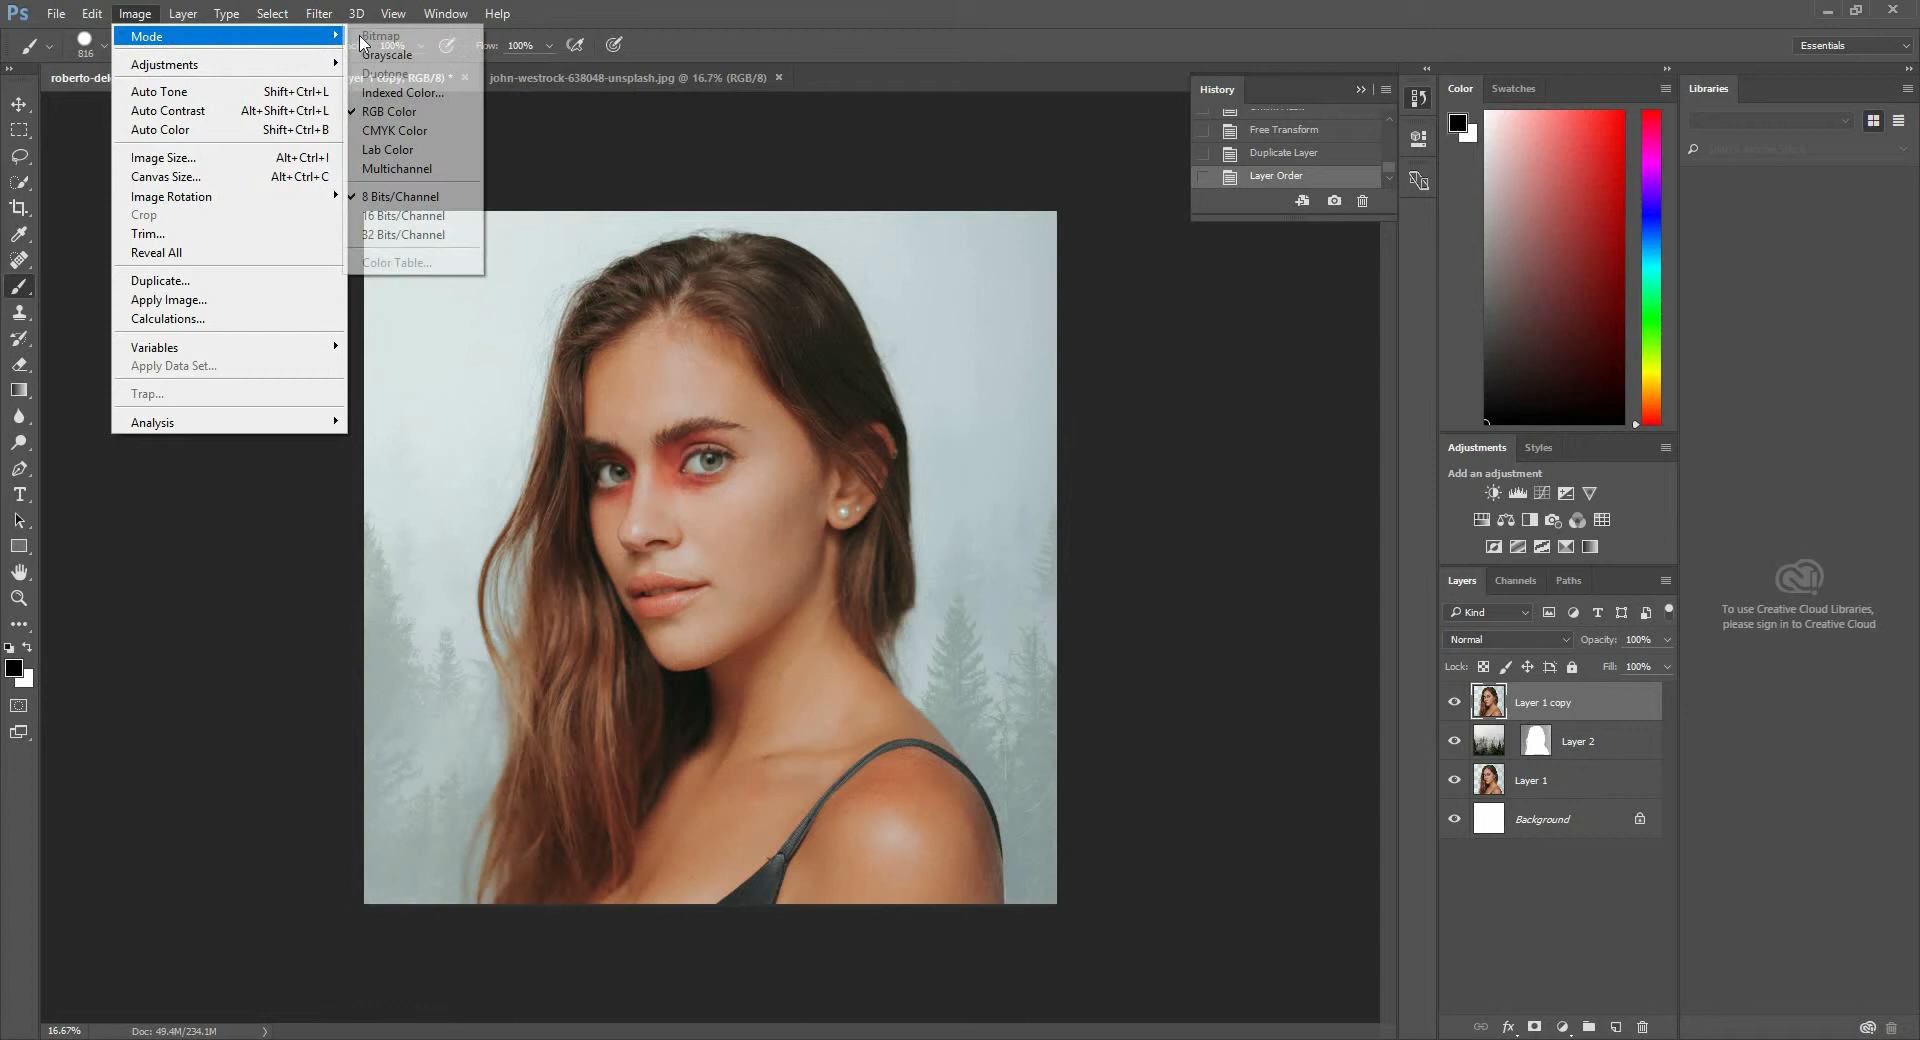 Ps File Edit Image Layer Type Select Filter 3D View Window Help
816 100% Flow: 100% Essentials
roberto-del yer 1 copy, RGB/8) * × john-westrock-638048-unsplash.jpg @ 16.7% (RGB/8) ×
Mode
Adjustments
Auto Tone Shift+Ctrl+L
Auto Contrast Alt+Shift+Ctrl+L
Auto Color Shift+Ctrl+B
Image Size... Alt+Ctrl+I
Canvas Size... Alt+Ctrl+C
Image Rotation
Crop
Trim...
Reveal All
Duplicate...
Apply Image...
Calculations...
Variables
Apply Data Set...
Trap...
Analysis
Bitmap
Grayscale
Duotone
Indexed Color...
RGB Color
CMYK Color
Lab Color
Multichannel
8 Bits/Channel
16 Bits/Channel
32 Bits/Channel
Color Table...
History
Free Transform
Duplicate Layer
Layer Order
Color Swatches
Libraries
Adjustments Styles
Add an adjustment
Layers Channels Paths
Kind
Normal Opacity: 100%
Lock: Fill: 100%
Layer 1 copy
Layer 2
Layer 1
Background
To use Creative Cloud Libraries,
please sign in to Creative Cloud
16.67% Doc: 49.4M/234.1M